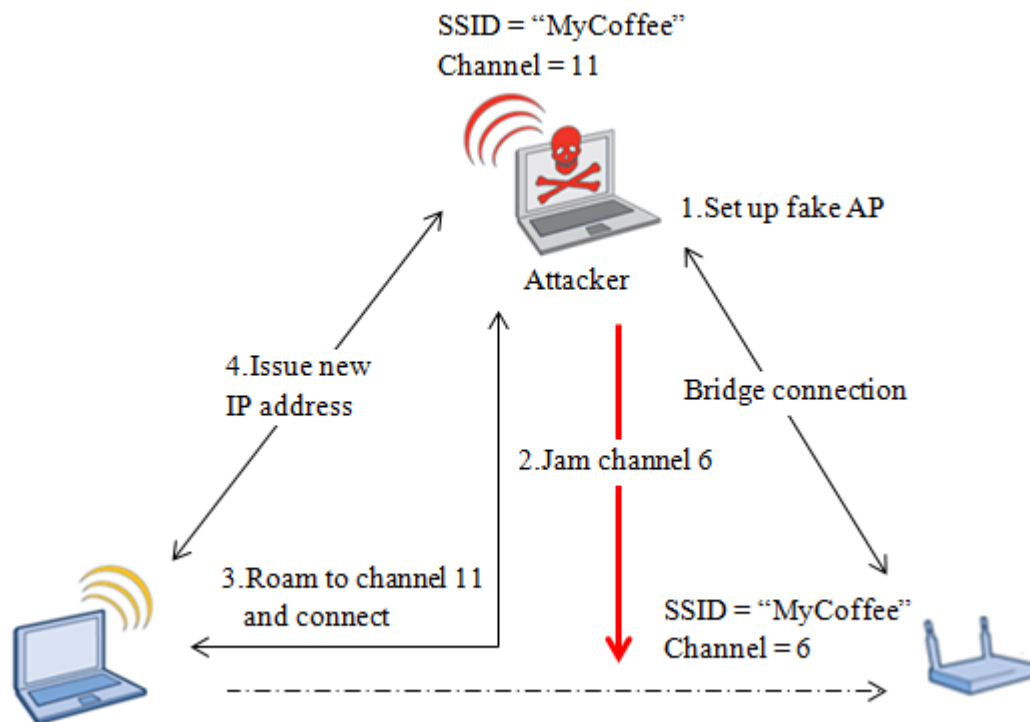 SSID = “MyCoffee”
Channel = 11
1.Set up fake AP
Attacker
4.Issue new
IP address
Bridge connection
2.Jam channel 6
3.Roam to channel 11
and connect
SSID = “MyCoffee”
Channel = 6